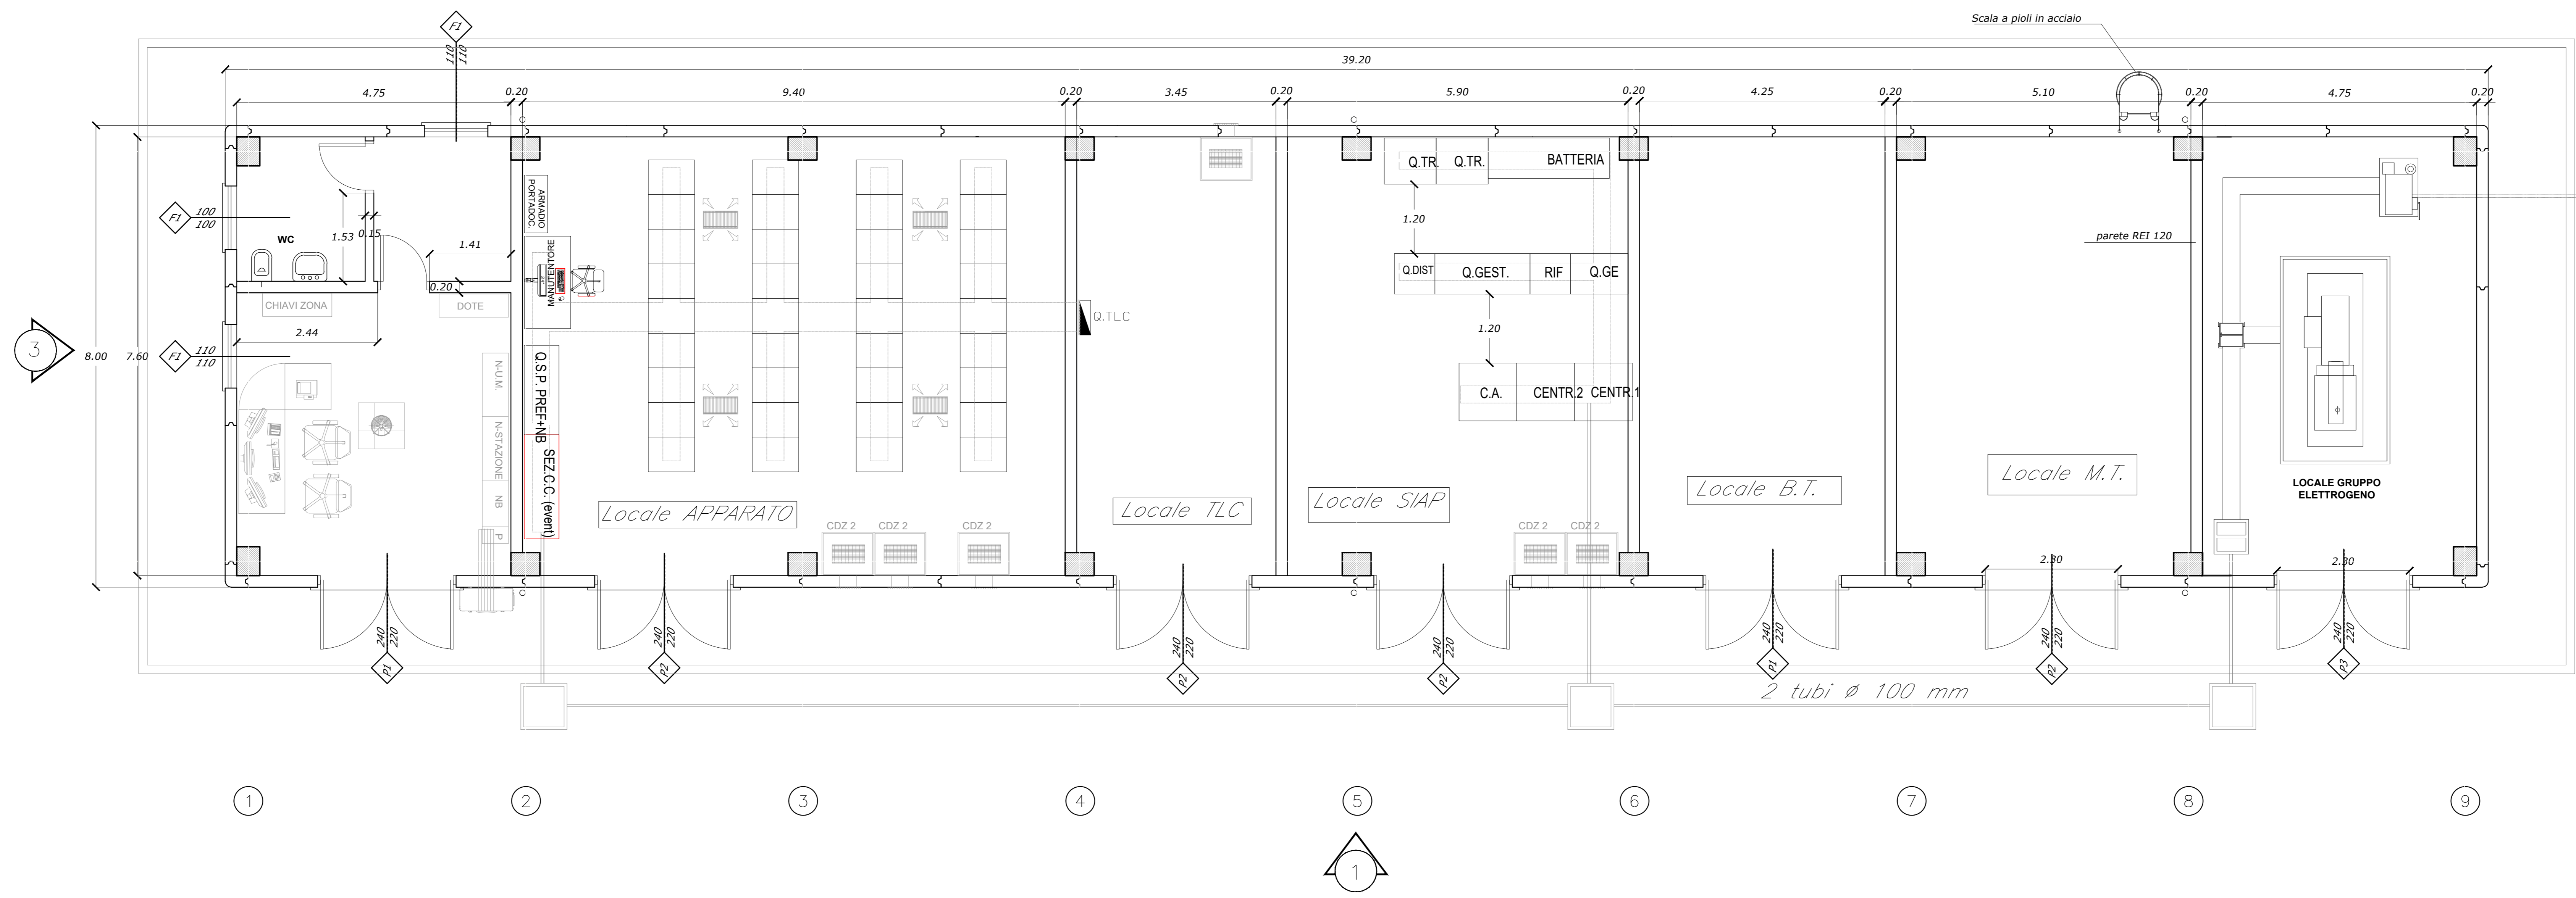 Scala a pioli in acciaio
F1
110
110
39.20
4.75
0.20
9.40
0.20
3.45
0.20
5.90
0.20
4.25
0.20
5.10
0.20
4.75
0.20
C
C
C
Q.TR.
Q.TR.
BATTERIA
ARMADIO
PORTADOC.
F1
100
100
WC
1.53
0.15
1.41
1.20
parete REI 120
MANUTENTORE
Q.DIST
Q.GEST.
RIF
Q.GE
0.20
CHIAVI ZONA
DOTE
Q.TLC
2.44
1.20
3
8.00
7.60
F1
110
110
N-U.M.
N-STAZIONE
NB
P
Q.S.P. PREF+NB
SEZ.C.C. (event)
C.A.
CENTR.2
CENTR.1
Locale APPARATO
Locale TLC
Locale SIAP
Locale B.T.
Locale M.T.
LOCALE GRUPPO
ELETTROGENO
CDZ 2
CDZ 2
CDZ 2
CDZ 2
CDZ 2
2.30
2.30
C
C
C
240
220
P1
240
220
P2
240
220
P2
240
220
P2
240
220
P1
240
220
P2
240
220
P3
2 tubi ø 100 mm
1
2
3
4
5
6
7
8
9
1